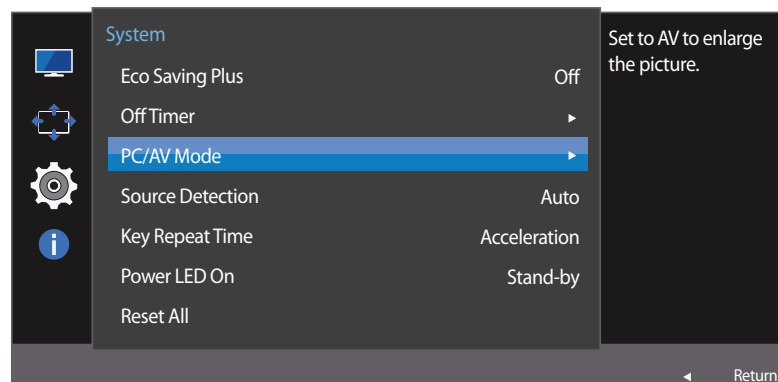 System
Eco Saving Plus Off
Off Timer ▸
PC/AV Mode ▸
Source Detection Auto
Key Repeat Time Acceleration
Power LED On Stand-by
Reset All
Set to AV to enlarge
the picture.
◂ Return